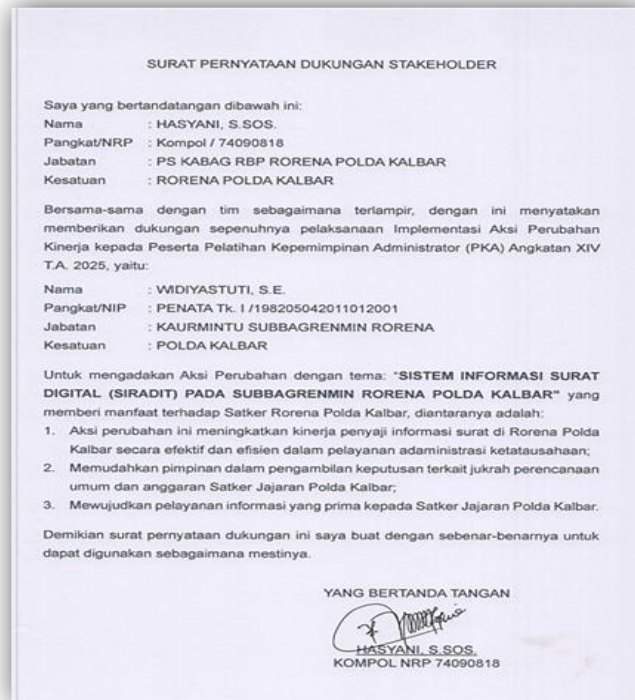 SURAT PERNYATAAN DUKUNGAN STAKEHOLDER
Saya yang bertandatangan dibawah ini:
Nama : HASYANI, S.SOS.
Pangkat/NRP : Kompol / 74090818
Jabatan : PS KABAG RBP RORENA POLDA KALBAR
Kesatuan : RORENA POLDA KALBAR
Bersama-sama dengan tim sebagaimana terlampir, dengan ini menyatakan
memberikan dukungan sepenuhnya pelaksanaan Implementasi Aksi Perubahan
Kinerja kepada Peserta Pelatihan Kepemimpinan Administrator (PKA) Angkatan XIV
T.A. 2025, yaitu:
Nama : WIDIYASTUTI, S.E.
Pangkat/NIP : PENATA Tk. I /198205042011012001
Jabatan : KAURMINTU SUBBAGRENMIN RORENA
Kesatuan : POLDA KALBAR
Untuk mengadakan Aksi Perubahan dengan tema: "SISTEM INFORMASI SURAT
DIGITAL (SIRADIT) PADA SUBBAGRENMIN RORENA POLDA KALBAR" yang
memberi manfaat terhadap Satker Rorena Polda Kalbar, diantaranya adalah:
1. Aksi perubahan ini meningkatkan kinerja penyaji informasi surat di Rorena Polda
Kalbar secara efektif dan efisien dalam pelayanan adaministrasi ketatausahaan;
2. Memudahkan pimpinan dalam pengambilan keputusan terkait jukrah perencanaan
umum dan anggaran Satker Jajaran Polda Kalbar;
3. Mewujudkan pelayanan informasi yang prima kepada Satker Jajaran Polda Kalbar.
Demikian surat pernyataan dukungan ini saya buat dengan sebenar-benarnya untuk
dapat digunakan sebagaimana mestinya.
YANG BERTANDA TANGAN
HASYANI, S.SOS.
KOMPOL NRP 74090818